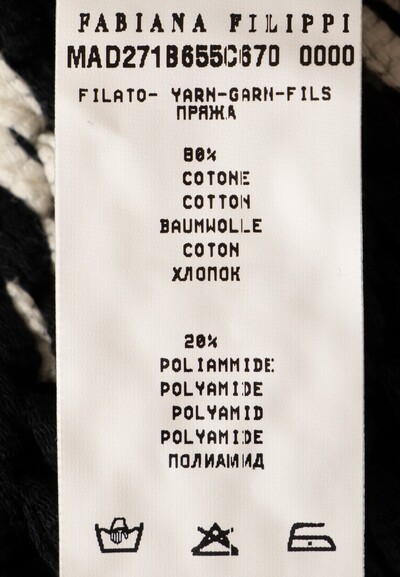 FABIANA FILIPPI
MAD271B655C670 0000
FILATO- YARN-GARN-FILS
ПРЯЖА
80%
COTONE
COTTON
BAUMWOLLE
COTON
ХЛОПОК
20%
POLIAMMIDE
POLYAMIDE
POLYAMID
POLYAMIDE
ПОЛИАМИД